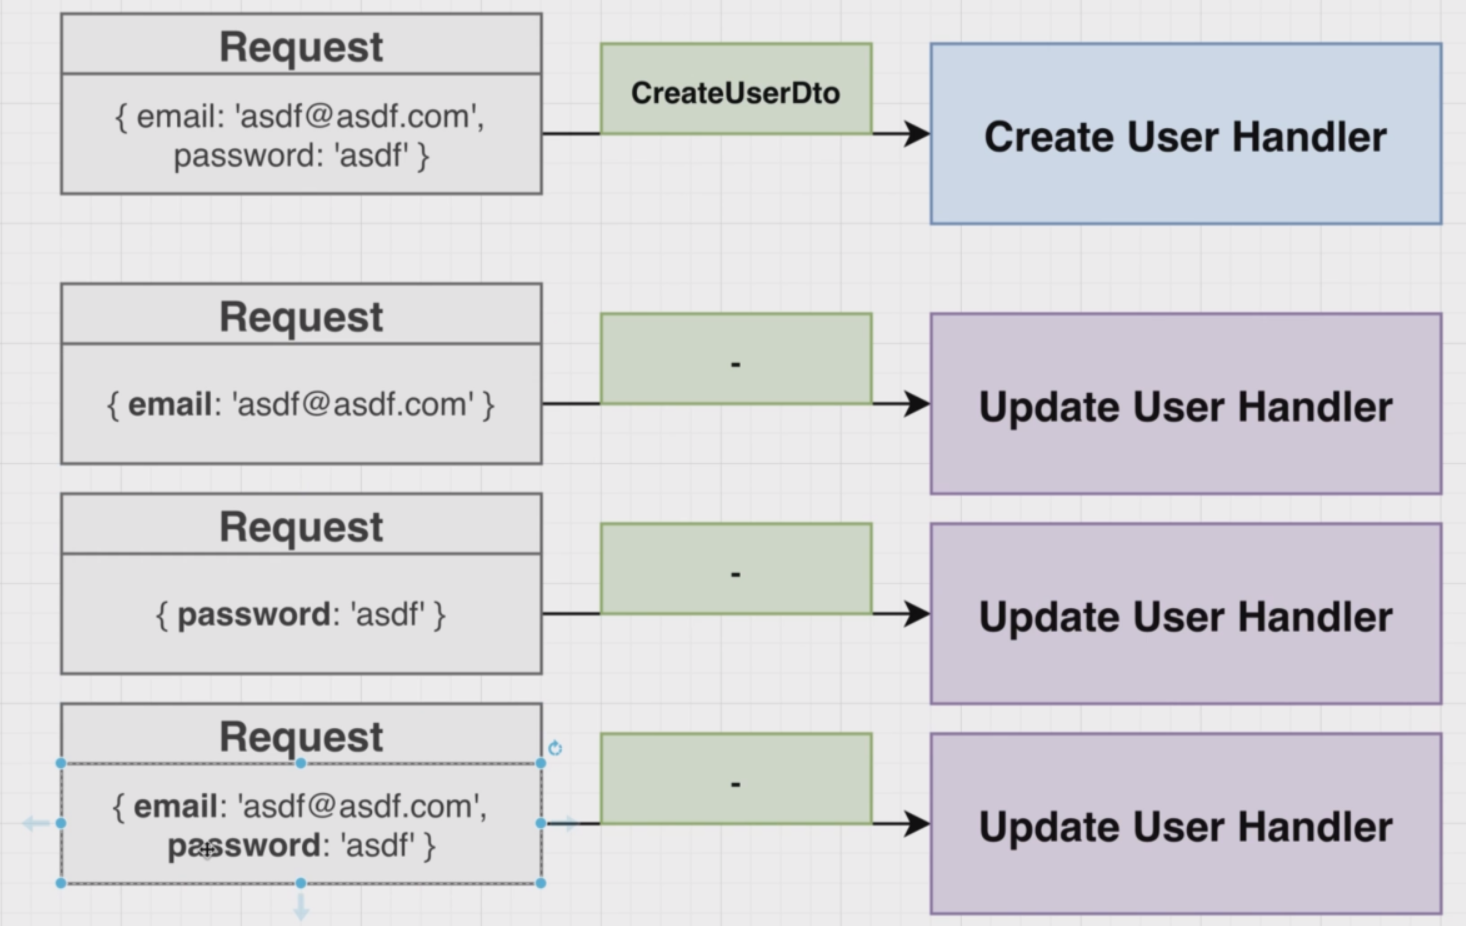 Request
{ email: 'asdf@asdf.com',
password: 'asdf' }
CreateUserDto
Create User Handler
Request
{ email: 'asdf@asdf.com' }
-
Update User Handler
Request
{ password: 'asdf' }
-
Update User Handler
Request
{ email: 'asdf@asdf.com',
password: 'asdf' }
-
Update User Handler